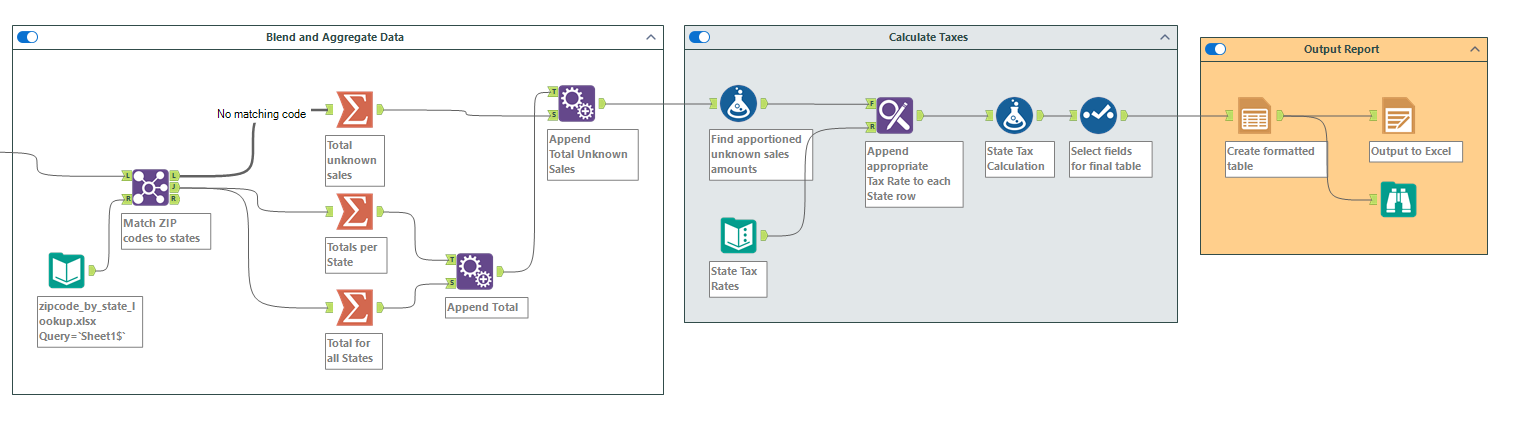 Blend and Aggregate Data
No matching code
Total
unknown
sales
Append
Total Unknown
Sales
T
S
L
R
L
J
R
Match ZIP
codes to states
Totals per
State
T
S
Append Total
zipcode_by_state_l
ookup.xlsx
Query=`Sheet1$`
Total for
all States
Calculate Taxes
Find apportioned
unknown sales
amounts
F
R
Append
appropriate
Tax Rate to each
State row
State Tax
Calculation
Select fields
for final table
State Tax
Rates
Output Report
Create formatted
table
Output to Excel